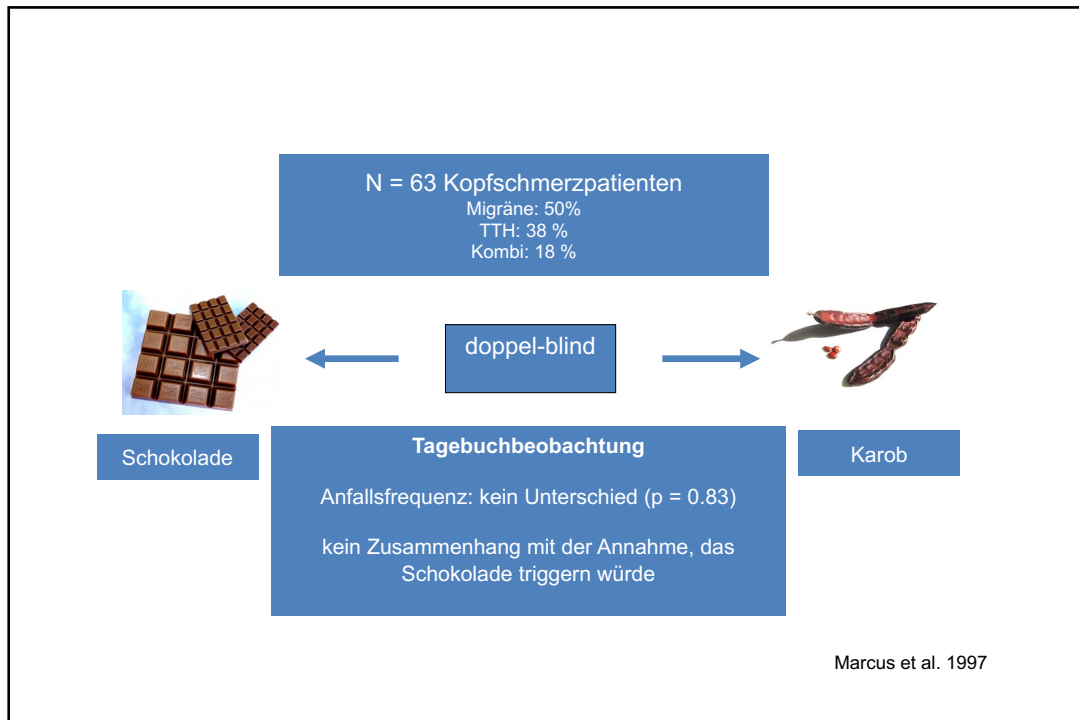 N = 63 Kopfschmerzpatienten
Migräne: 50%
TTH: 38 %
Kombi: 18 %
doppel-blind
Schokolade
Karob
Tagebuchbeobachtung
Anfallsfrequenz: kein Unterschied (p = 0.83)
kein Zusammenhang mit der Annahme, das
Schokolade triggern würde
Marcus et al. 1997